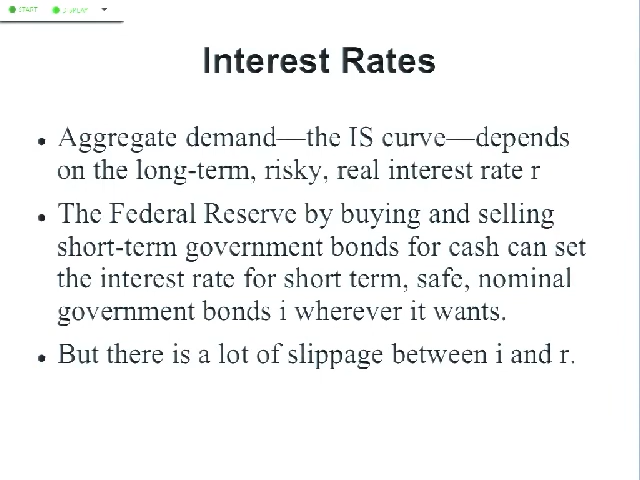 START DISPLAY
Interest Rates
• Aggregate demand—the IS curve—depends
on the long-term, risky, real interest rate r
• The Federal Reserve by buying and selling
short-term government bonds for cash can set
the interest rate for short term, safe, nominal
government bonds i wherever it wants.
• But there is a lot of slippage between i and r.